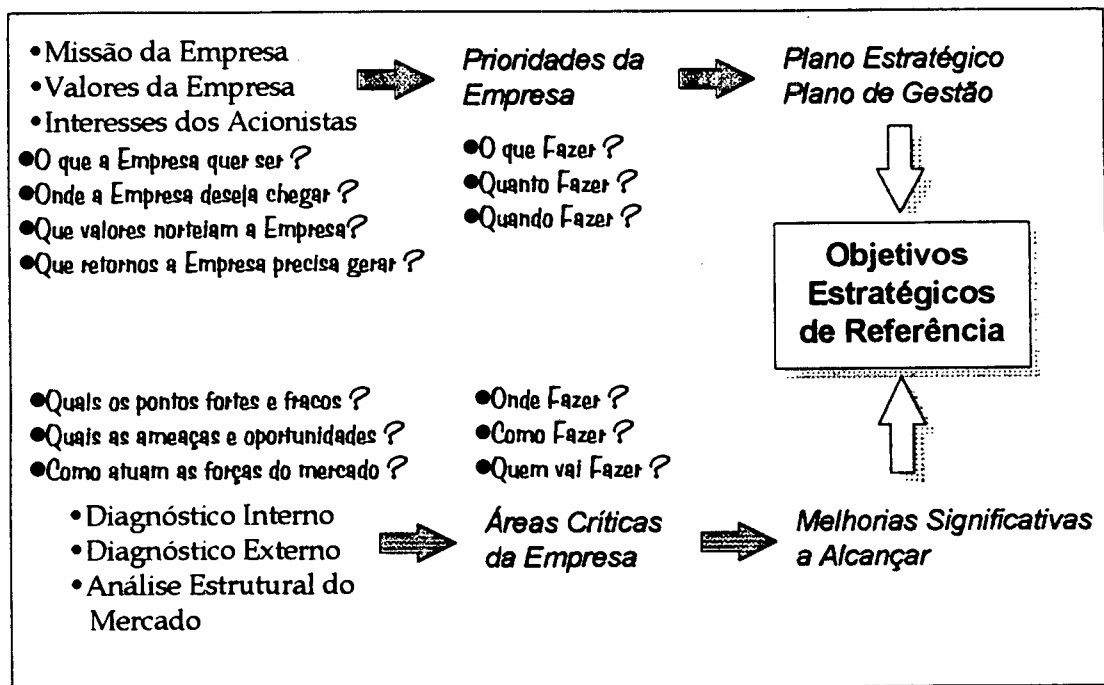 •Missão da Empresa
•Valores da Empresa
•Interesses dos Acionistas
●O que a Empresa quer ser ?
●Onde a Empresa deseja chegar ?
●Que valores norteiam a Empresa?
●Que retornos a Empresa precisa gerar ?
Prioridades da
Empresa
●O que Fazer ?
●Quanto Fazer ?
●Quando Fazer ?
Plano Estratégico
Plano de Gestão
Objetivos
Estratégicos
de Referência
●Quais os pontos fortes e fracos ?
●Quais as ameaças e oportunidades ?
●Como atuam as forças do mercado ?
•Diagnóstico Interno
•Diagnóstico Externo
•Análise Estrutural do
Mercado
●Onde Fazer ?
●Como Fazer ?
●Quem vai Fazer ?
Áreas Críticas
da Empresa
Melhorias Significativas
a Alcançar